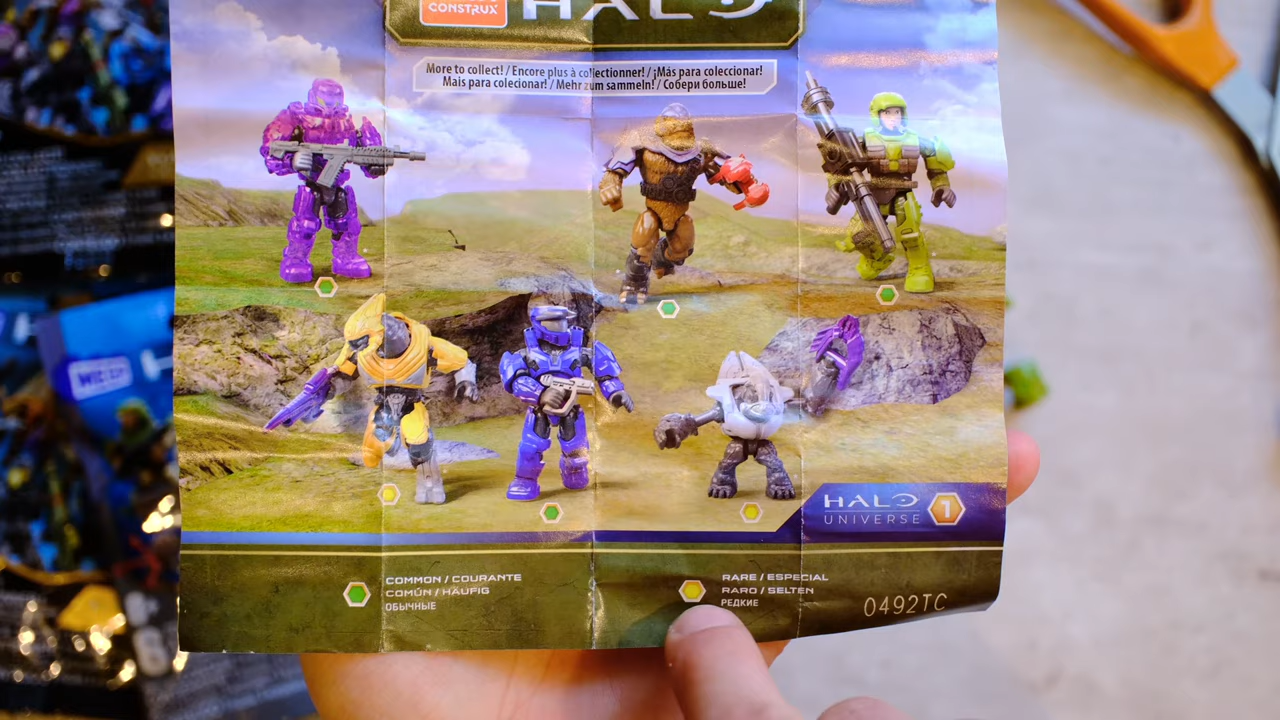 CONSTRUX
HALO
More to collect! / Encore plus à collectionner! / ¡Más para coleccionar!
Mais para colecionar! / Mehr zum sammeln! / Собери больше!
HALO
UNIVERSE
1
COMMON / COURANTE
COMÚN / HÄUFIG
ОБЫЧНЫЕ
RARE / ESPECIAL
RARO / SELTEN
РЕДКИЕ
0492TC